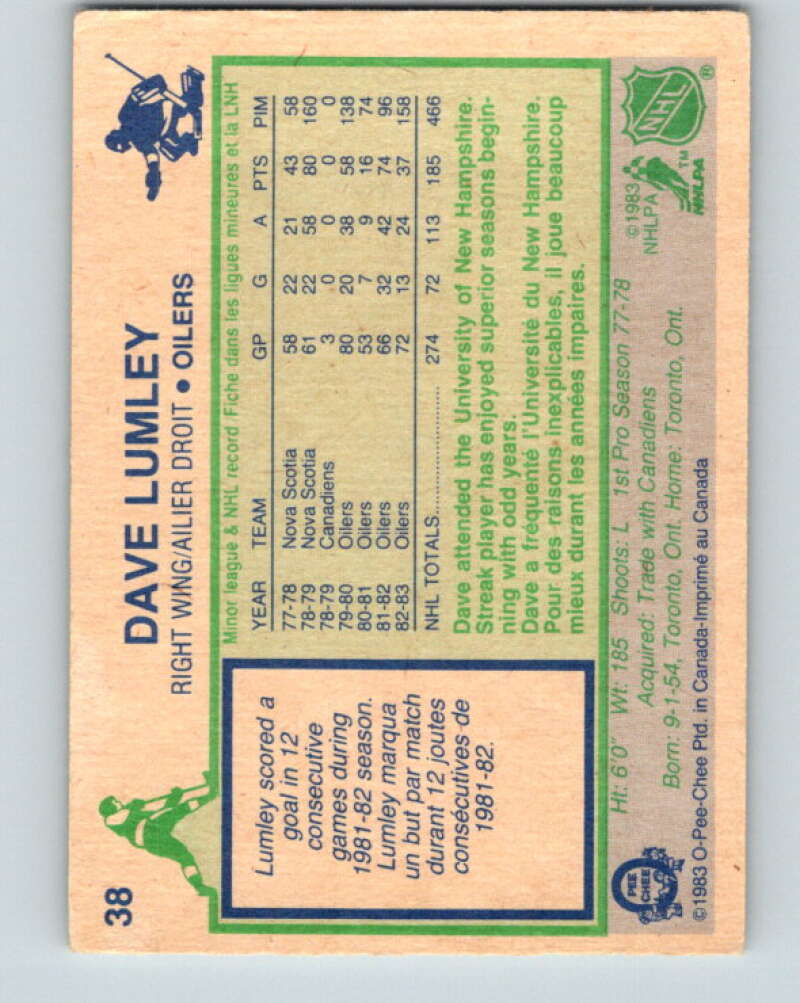 38
DAVE LUMLEY
RIGHT WING/AILIER DROIT • OILERS
Lumley scored a
goal in 12
consecutive
games during
1981-82 season.
Lumley marqua
un but par match
durant 12 joutes
consécutives de
1981-82.
Minor league & NHL record/Fiche dans les ligues mineures et la LNH
YEAR TEAM GP G A PTS PIM
77-78 Nova Scotia 58 22 21 43 58
78-79 Nova Scotia 61 22 58 80 160
78-79 Canadiens 3 0 0 0 0
79-80 Oilers 80 20 38 58 138
80-81 Oilers 53 7 9 16 74
81-82 Oilers 66 32 42 74 96
82-83 Oilers 72 13 24 37 158
NHL TOTALS.................. 274 72 113 185 466
Dave attended the University of New Hampshire.
Streak player has enjoyed superior seasons begin-
ning with odd years.
Dave a fréquenté l'Université du New Hampshire.
Pour des raisons inexplicables, il joue beaucoup
mieux durant les années impaires.
Ht: 6'0" Wt: 185 Shoots: L 1st Pro Season 77-78
Acquired: Trade with Canadiens
Born: 9-1-54, Toronto, Ont. Home: Toronto, Ont.
©1983 O-Pee-Chee Ptd. in Canada-Imprimé au Canada
O
PEE
CHEE
©1983
NHLPA
NHLPA
TM
NHL
®